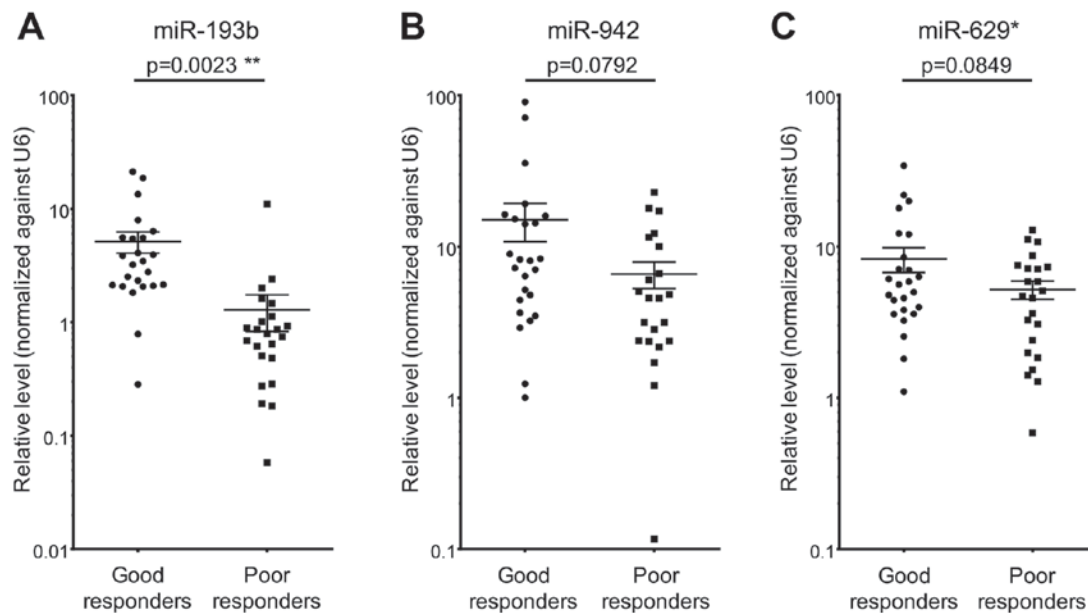 A
miR-193b
p=0.0023 **
Relative level (normalized against U6)
100
10
1
0.1
0.01
Good
responders
Poor
responders
B
miR-942
p=0.0792
Relative level (normalized against U6)
100
10
1
0.1
Good
responders
Poor
responders
C
miR-629*
p=0.0849
Relative level (normalized against U6)
100
10
1
0.1
Good
responders
Poor
responders